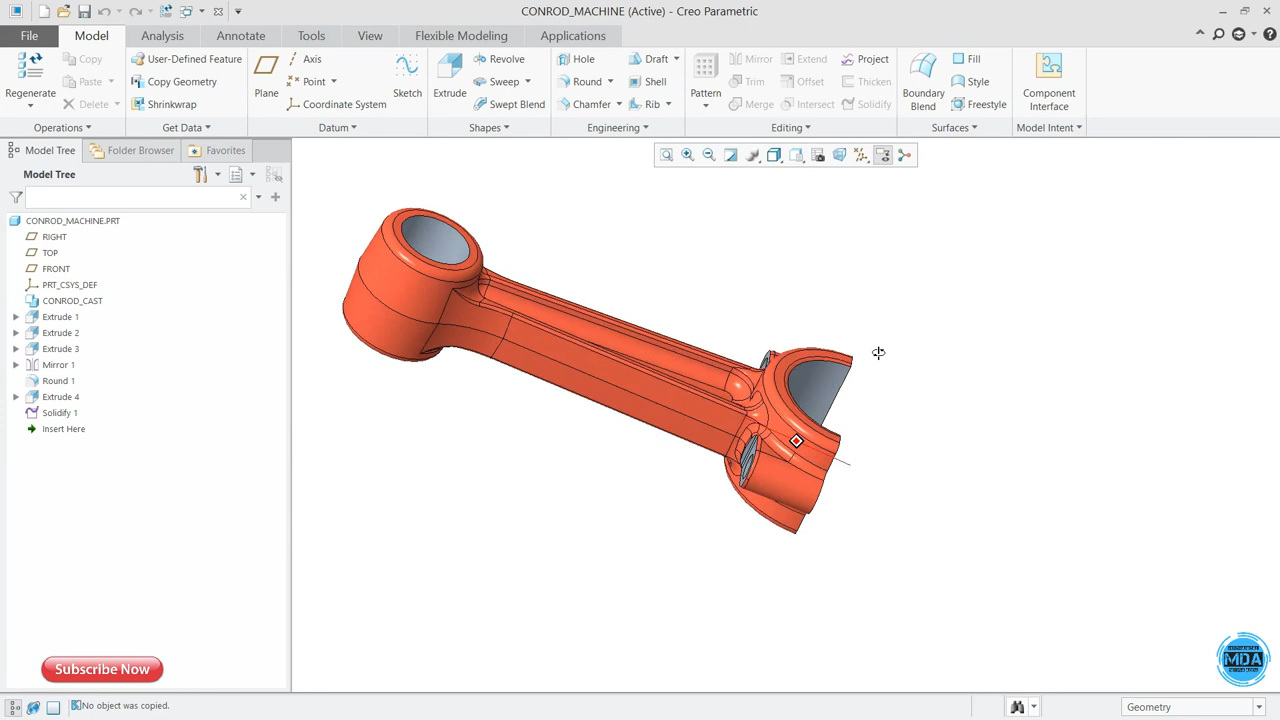 CONROD_MACHINE (Active) - Creo Parametric
File Model Analysis Annotate Tools View Flexible Modeling Applications
Regenerate
Copy
Paste
Delete
Operations
User-Defined Feature
Copy Geometry
Shrinkwrap
Get Data
Plane
Axis
Point
Coordinate System
Sketch
Datum
Extrude
Revolve
Sweep
Swept Blend
Shapes
Hole
Round
Chamfer
Draft
Shell
Rib
Engineering
Pattern
Mirror
Trim
Merge
Extend
Offset
Intersect
Project
Thicken
Solidify
Editing
Boundary
Blend
Fill
Style
Freestyle
Surfaces
Component
Interface
Model Intent
Model Tree Folder Browser Favorites
Model Tree
CONROD_MACHINE.PRT
RIGHT
TOP
FRONT
PRT_CSYS_DEF
CONROD_CAST
Extrude 1
Extrude 2
Extrude 3
Mirror 1
Round 1
Extrude 4
Solidify 1
Insert Here
Subscribe Now
MDA
No object was copied.
Geometry